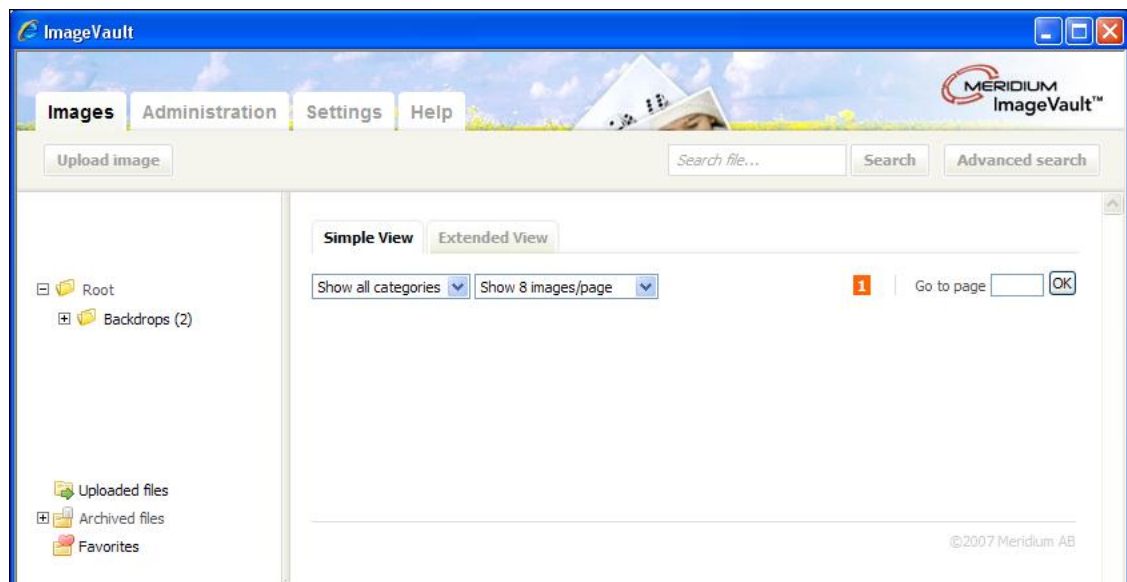 ImageVault
MERIDIUM
ImageVault™
Images Administration Settings Help
Upload image Search file... Search Advanced search
Simple View Extended View
Root
Show all categories Show 8 images/page 1 Go to page OK
Backdrops (2)
Uploaded files
Archived files
Favorites
©2007 Meridium AB